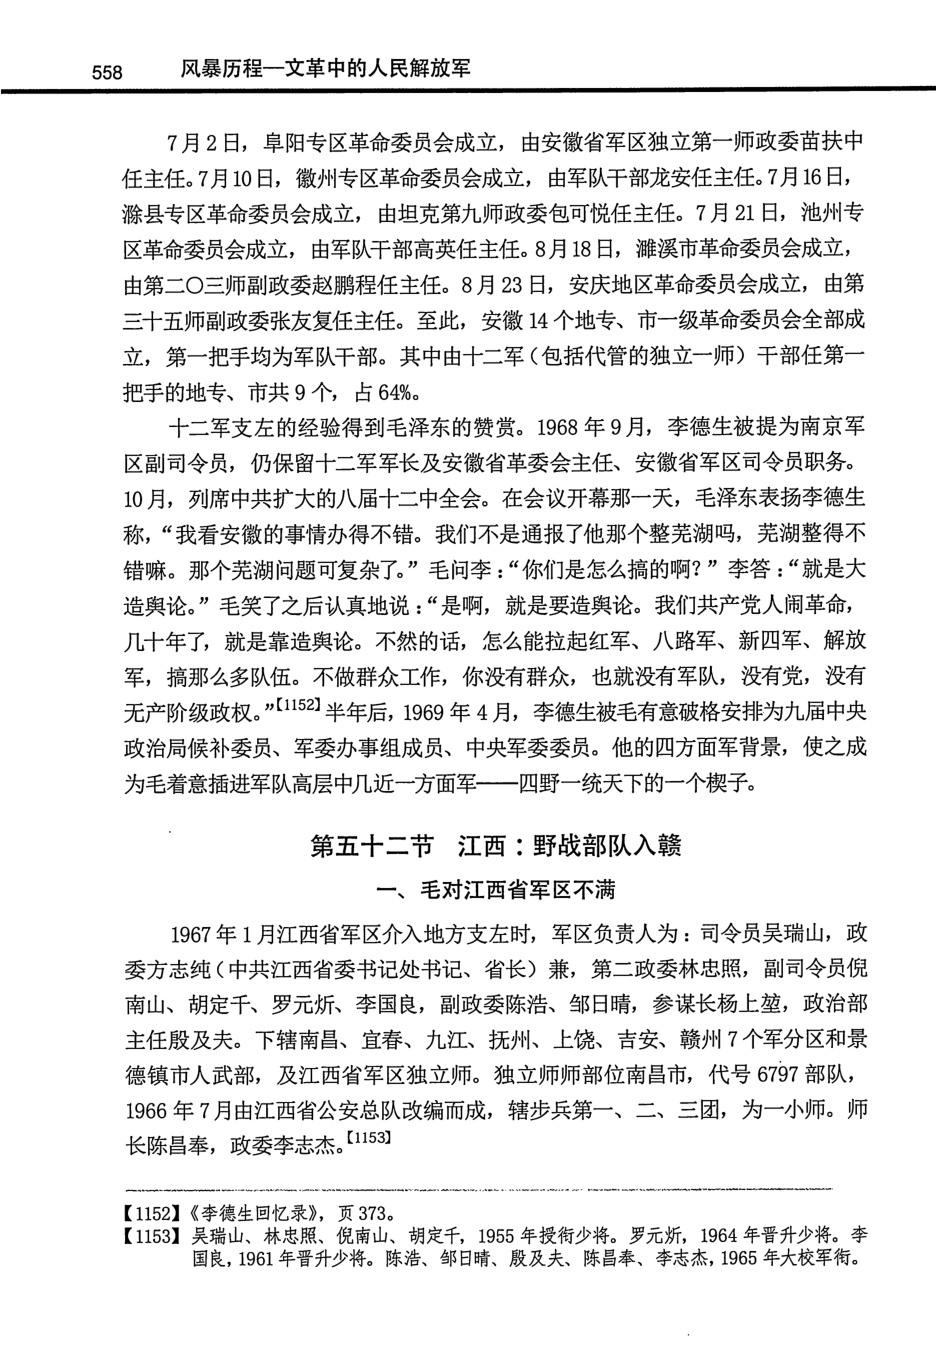 558 风暴历程—文革中的人民解放军
7月2日，阜阳专区革命委员会成立，由安徽省军区独立第一师政委苗扶中
任主任。7月10日，徽州专区革命委员会成立，由军队干部龙安任主任。7月16日，
滁县专区革命委员会成立，由坦克第九师政委包可悦任主任。7月21日，池州专
区革命委员会成立，由军队干部高英任主任。8月18日，濉溪市革命委员会成立，
由第二〇三师副政委赵鹏程任主任。8月23日，安庆地区革命委员会成立，由第
三十五师副政委张友复任主任。至此，安徽14个地专、市一级革命委员会全部成
立，第一把手均为军队干部。其中由十二军（包括代管的独立一师）干部任第一
把手的地专、市共9个，占64%。
十二军支左的经验得到毛泽东的赞赏。1968年9月，李德生被提为南京军
区副司令员，仍保留十二军军长及安徽省革委会主任、安徽省军区司令员职务。
10月，列席中共扩大的八届十二中全会。在会议开幕那一天，毛泽东表扬李德生
称，“我看安徽的事情办得不错。我们不是通报了他那个整芜湖吗，芜湖整得不
错嘛。那个芜湖问题可复杂了。”毛问李：“你们是怎么搞的啊？”李答：“就是大
造舆论。”毛笑了之后认真地说：“是啊，就是要造舆论。我们共产党人闹革命，
几十年了，就是靠造舆论。不然的话，怎么能拉起红军、八路军、新四军、解放
军，搞那么多队伍。不做群众工作，你没有群众，也就没有军队，没有党，没有
无产阶级政权。”【1152】半年后，1969年4月，李德生被毛有意破格安排为九届中央
政治局候补委员、军委办事组成员、中央军委委员。他的四方面军背景，使之成
为毛着意插进军队高层中几近一方面军——四野一统天下的一个楔子。
第五十二节 江西：野战部队入赣
一、毛对江西省军区不满
1967年1月江西省军区介入地方支左时，军区负责人为：司令员吴瑞山，政
委方志纯（中共江西省委书记处书记、省长）兼，第二政委林忠照，副司令员倪
南山、胡定千、罗元炘、李国良，副政委陈浩、邹日晴，参谋长杨上堃，政治部
主任殷及夫。下辖南昌、宜春、九江、抚州、上饶、吉安、赣州7个军分区和景
德镇市人武部，及江西省军区独立师。独立师师部位南昌市，代号6797部队，
1966年7月由江西省公安总队改编而成，辖步兵第一、二、三团，为一小师。师
长陈昌奉，政委李志杰。【1153】
【1152】《李德生回忆录》，页373。
【1153】吴瑞山、林忠照、倪南山、胡定千，1955年授衔少将。罗元炘，1964年晋升少将。李
国良，1961年晋升少将。陈浩、邹日晴、殷及夫、陈昌奉、李志杰，1965年大校军衔。